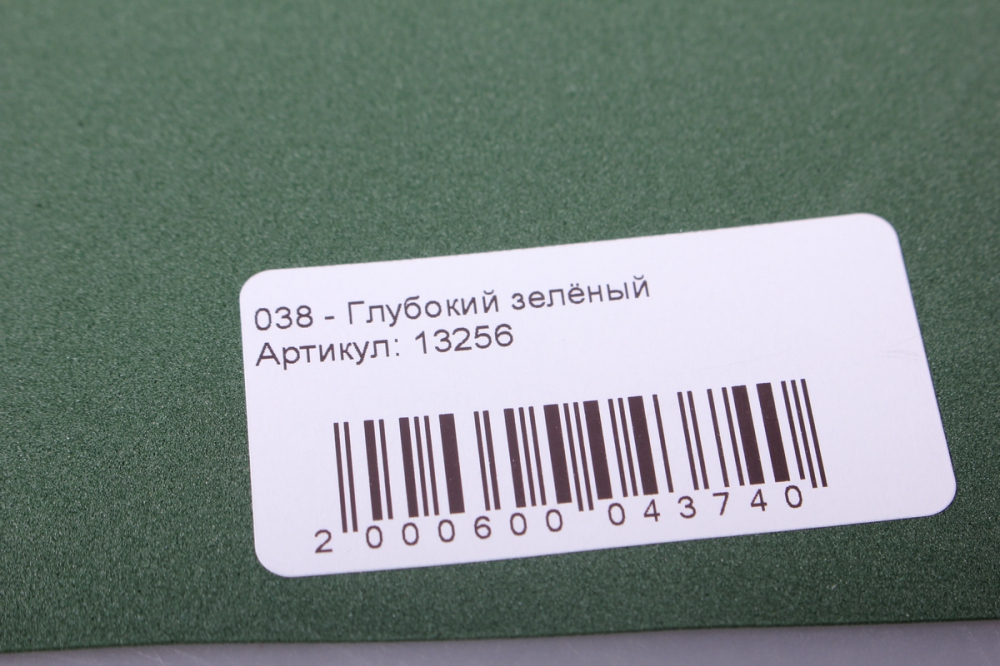 038 - Глубокий зелёный
Артикул: 13256
2 000600 043740